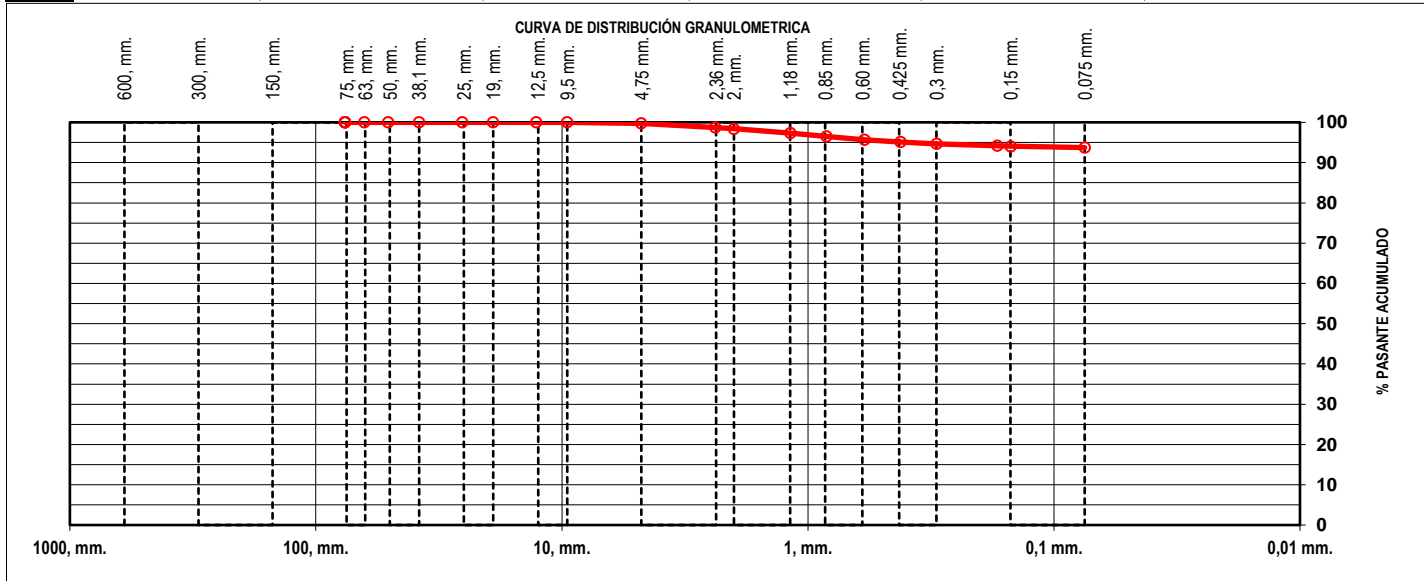 CURVA DE DISTRIBUCIÓN GRANULOMETRICA
600, mm.
300, mm.
150, mm.
75, mm.
63, mm.
50, mm.
38,1 mm.
25, mm.
19, mm.
12,5 mm.
9,5 mm.
4,75 mm.
2,36 mm.
2, mm.
1,18 mm.
0,85 mm.
0,60 mm.
0,425 mm.
0,3 mm.
0,15 mm.
0,075 mm.
100
90
80
70
60
50
40
30
20
10
0
% PASANTE ACUMULADO
1000, mm.
100, mm.
10, mm.
1, mm.
0,1 mm.
0,01 mm.